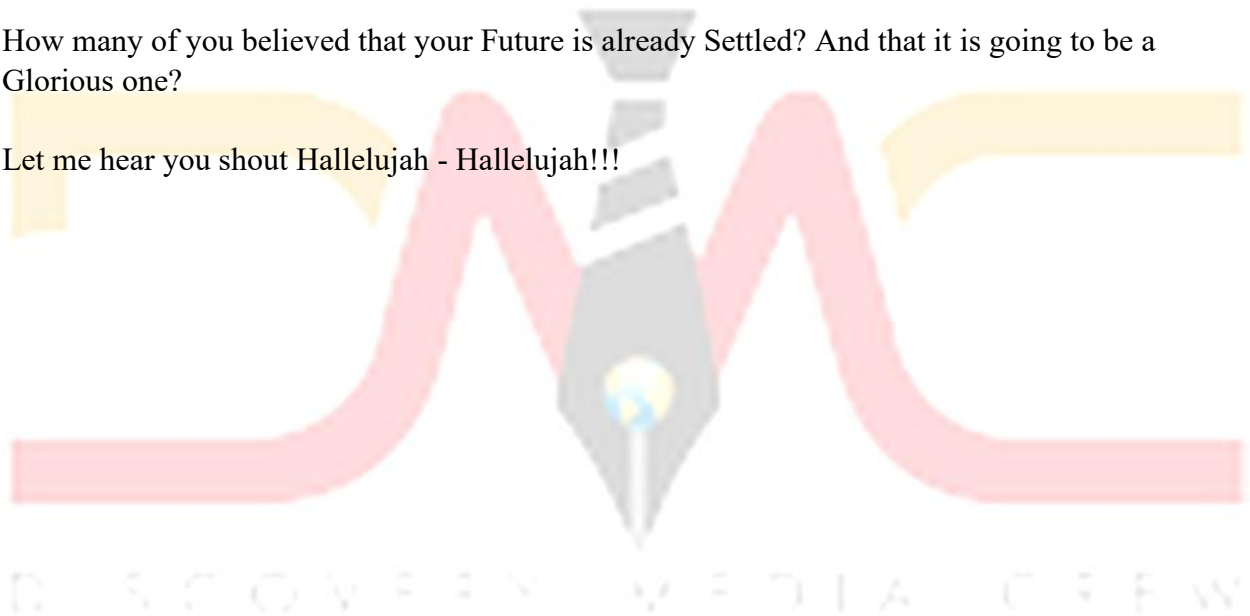 How many of you believed that your Future is already Settled? And that it is going to be a
Glorious one?
Let me hear you shout Hallelujah - Hallelujah!!!
DISCOVERY MEDIA CREW